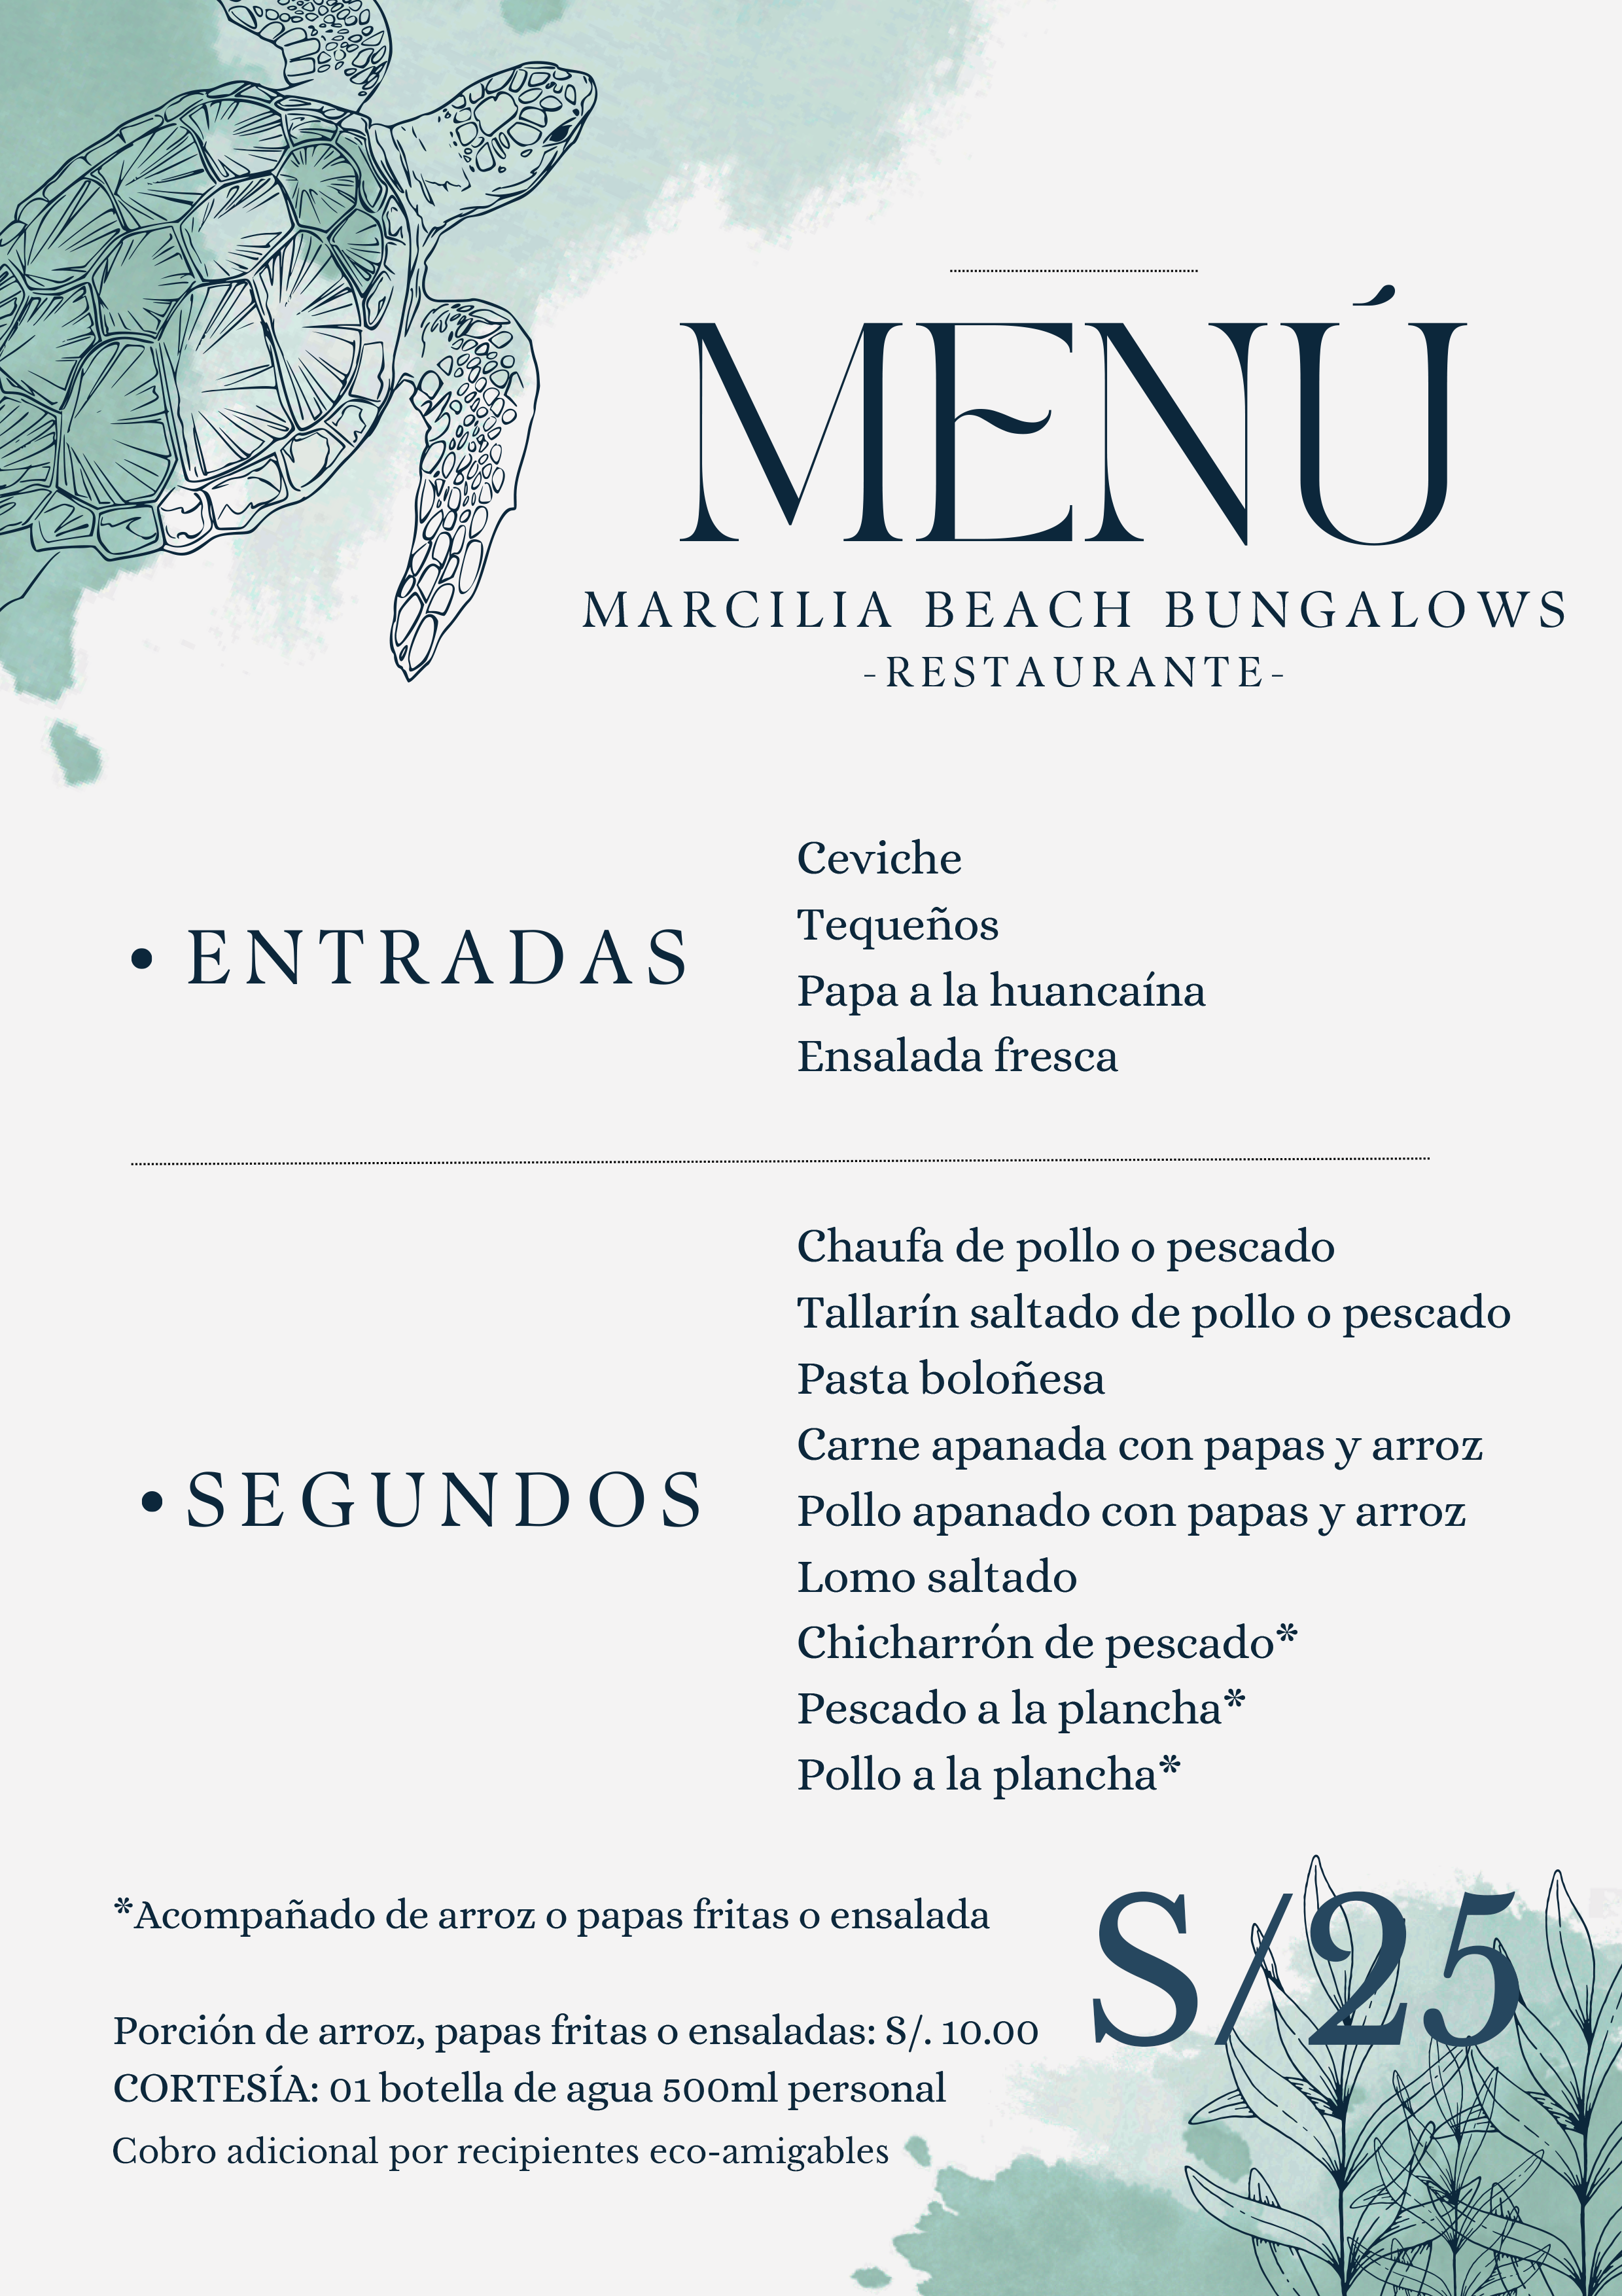 MENÚ
MARCILIA BEACH BUNGALOWS
-RESTAURANTE-
• ENTRADAS
Ceviche
Tequeños
Papa a la huancaína
Ensalada fresca
• SEGUNDOS
Chaufa de pollo o pescado
Tallarín saltado de pollo o pescado
Pasta boloñesa
Carne apanada con papas y arroz
Pollo apanado con papas y arroz
Lomo saltado
Chicharrón de pescado*
Pescado a la plancha*
Pollo a la plancha*
*Acompañado de arroz o papas fritas o ensalada
S/25
Porción de arroz, papas fritas o ensaladas: S/. 10.00
CORTESÍA: 01 botella de agua 500ml personal
Cobro adicional por recipientes eco-amigables